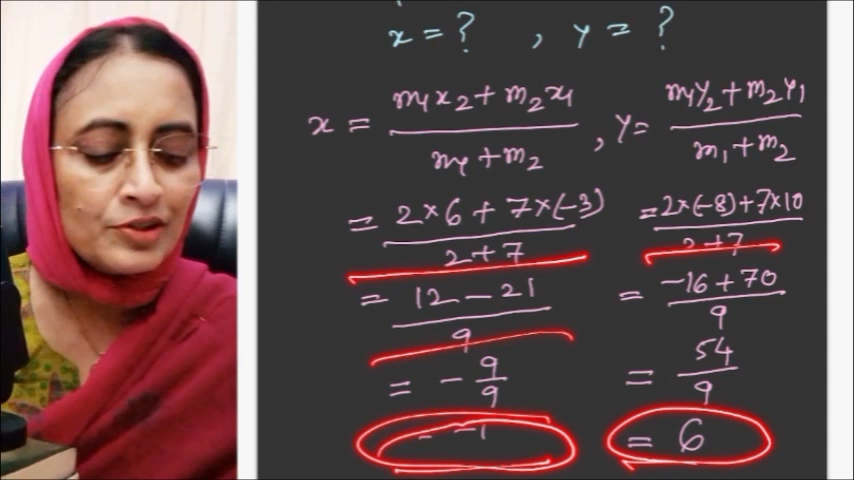 x = ? , y = ?
x = (m₁x₂ + m₂x₁) / (m₁ + m₂) , y = (m₁y₂ + m₂y₁) / (m₁ + m₂)
= (2×6 + 7×(-3)) / (2+7) = (2×(-8) + 7×10) / (2+7)
= (12 - 21) / 9 = (-16 + 70) / 9
= - 9/9 = 54/9
= -1 = 6